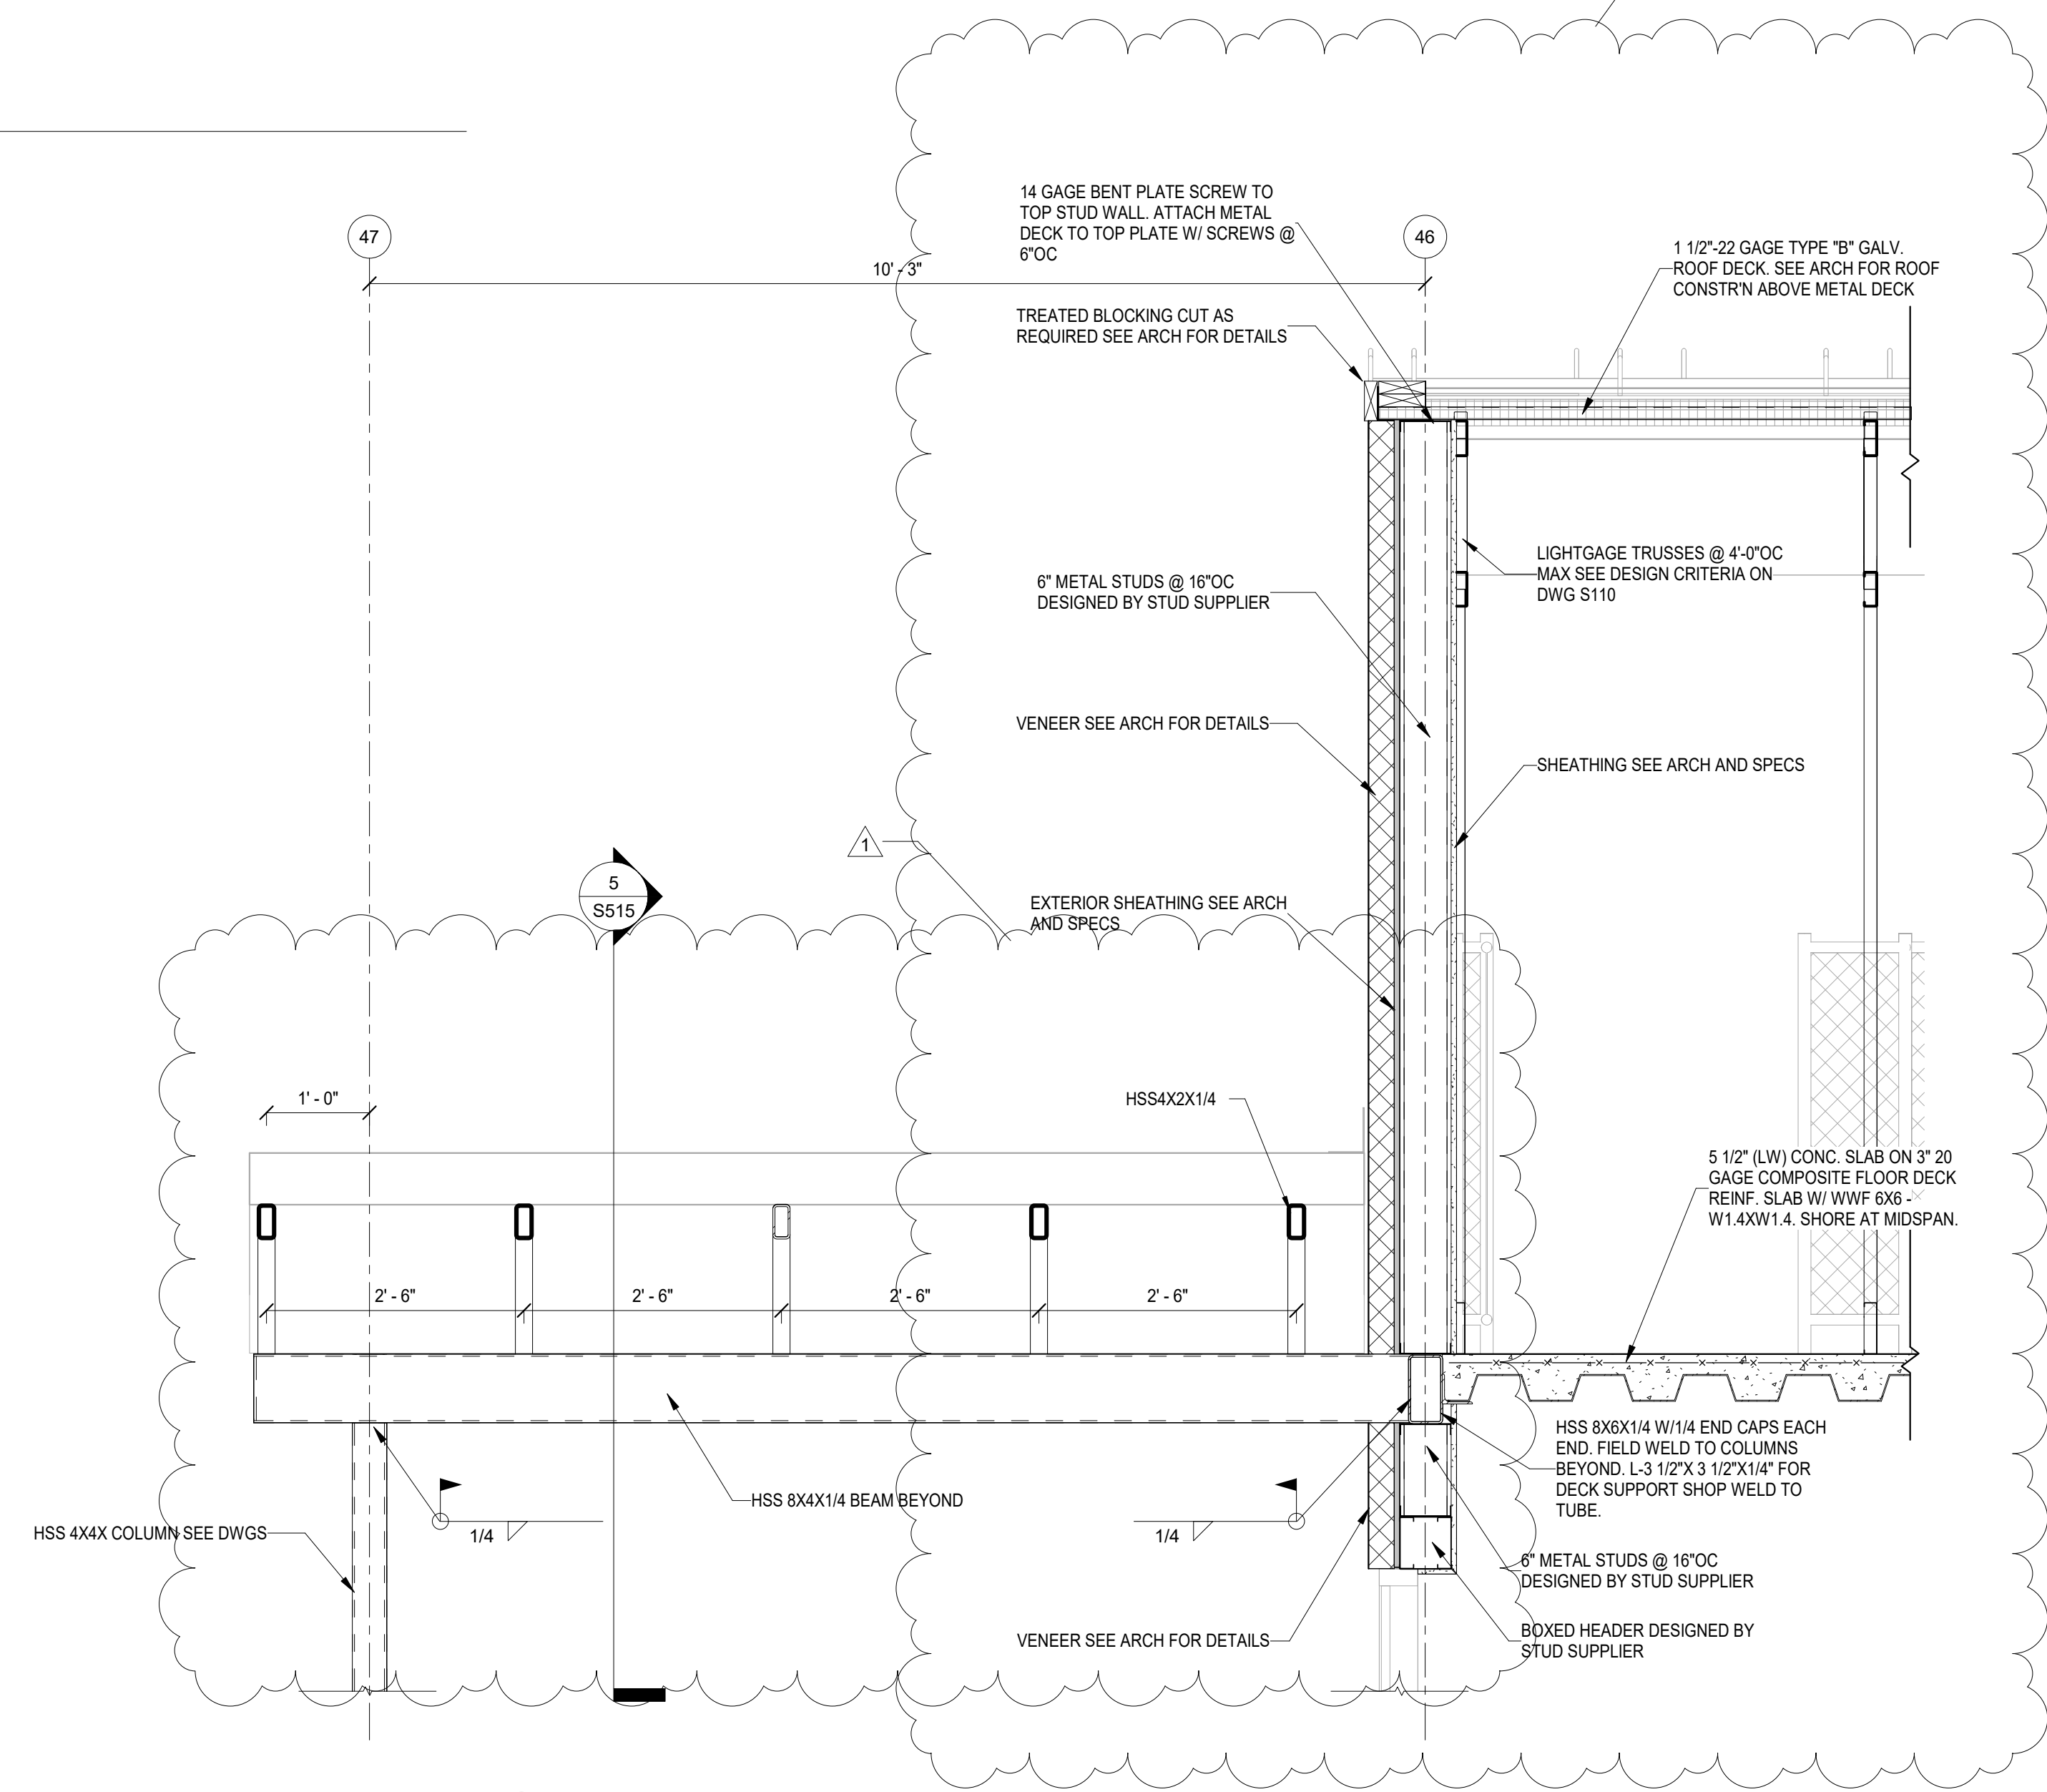 14 GAGE BENT PLATE SCREW TO
TOP STUD WALL. ATTACH METAL
DECK TO TOP PLATE W/ SCREWS @
6"OC
47
46
1 1/2"-22 GAGE TYPE "B" GALV.
ROOF DECK. SEE ARCH FOR ROOF
CONSTR'N ABOVE METAL DECK
10' - 3"
TREATED BLOCKING CUT AS
REQUIRED SEE ARCH FOR DETAILS
LIGHTGAGE TRUSSES @ 4'-0"OC
MAX SEE DESIGN CRITERIA ON
DWG S110
6" METAL STUDS @ 16"OC
DESIGNED BY STUD SUPPLIER
VENEER SEE ARCH FOR DETAILS
SHEATHING SEE ARCH AND SPECS
1
5
S515
EXTERIOR SHEATHING SEE ARCH
AND SPECS
1' - 0"
HSS4X2X1/4
5 1/2" (LW) CONC. SLAB ON 3" 20
GAGE COMPOSITE FLOOR DECK
REINF. SLAB W/ WWF 6X6 -
W1.4XW1.4. SHORE AT MIDSPAN.
2' - 6"
2' - 6"
2' - 6"
2' - 6"
HSS 8X6X1/4 W/1/4 END CAPS EACH
END. FIELD WELD TO COLUMNS
BEYOND. L-3 1/2"X 3 1/2"X1/4" FOR
DECK SUPPORT SHOP WELD TO
TUBE.
HSS 8X4X1/4 BEAM BEYOND
HSS 4X4X COLUMN SEE DWGS
1/4
1/4
6" METAL STUDS @ 16"OC
DESIGNED BY STUD SUPPLIER
VENEER SEE ARCH FOR DETAILS
BOXED HEADER DESIGNED BY
STUD SUPPLIER